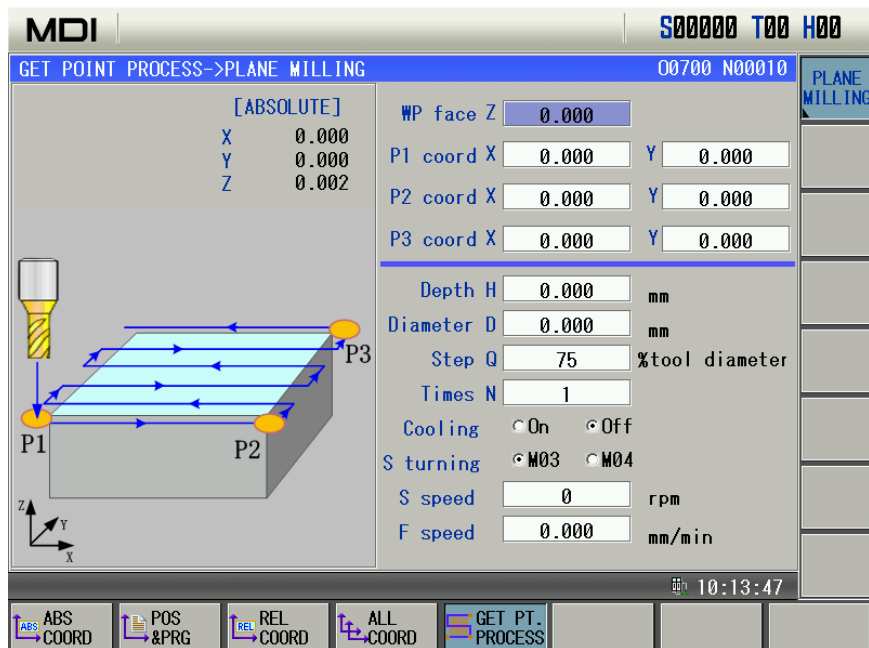 MDI
S00000 T00 H00
GET POINT PROCESS->PLANE MILLING
O0700 N00010
PLANE
MILLING
[ABSOLUTE]
X 0.000
Y 0.000
Z 0.002
WP face Z 0.000
P1 coord X 0.000 Y 0.000
P2 coord X 0.000 Y 0.000
P3 coord X 0.000 Y 0.000
Depth H 0.000 mm
Diameter D 0.000 mm
Step Q 75 %tool diameter
Times N 1
Cooling On Off
S turning M03 M04
S speed 0 rpm
F speed 0.000 mm/min
P3
P1
P2
Z
Y
X
10:13:47
ABS
ABS
COORD
POS
&PRG
REL
REL
COORD
ALL
COORD
GET PT.
PROCESS